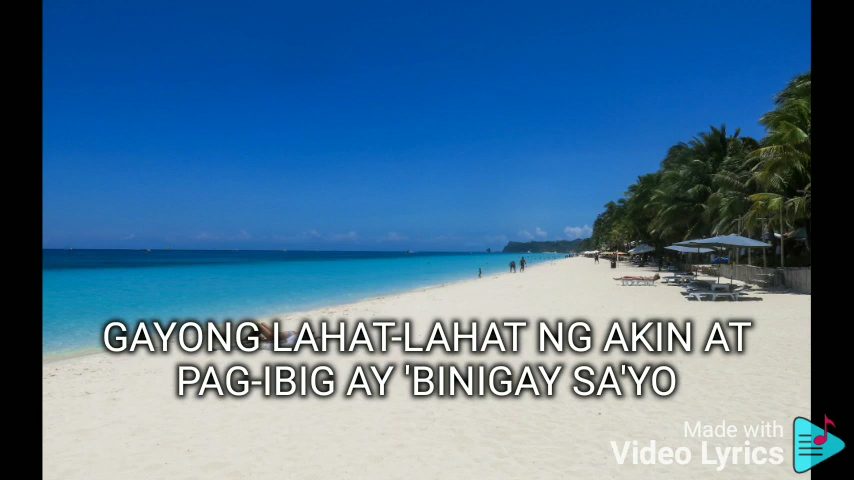 GAYONG LAHAT-LAHAT NG AKIN AT
PAG-IBIG AY 'BINIGAY SA'YO
Made with
Video Lyrics